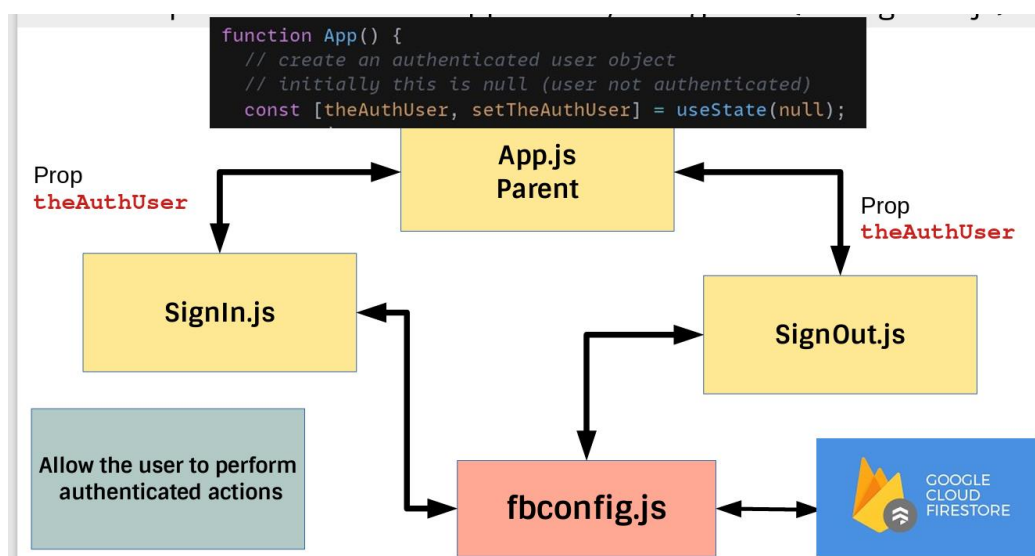 function App() {
// create an authenticated user object
// initially this is null (user not authenticated)
const [theAuthUser, setTheAuthUser] = useState(null);
App.js
Parent
Prop
theAuthUser
Prop
theAuthUser
SignIn.js
SignOut.js
Allow the user to perform
authenticated actions
fbconfig.js
GOOGLE
CLOUD
FIRESTORE